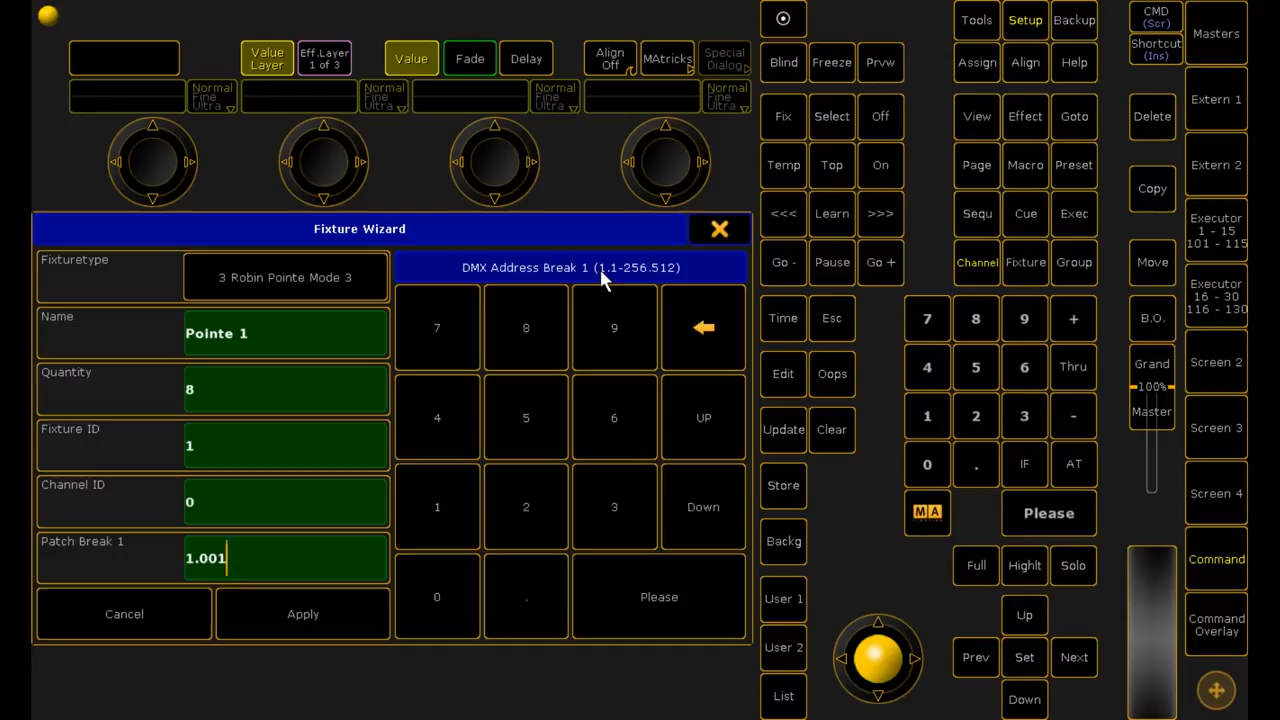 Value
Layer
Eff.Layer
1 of 3
Value
Fade
Delay
Align
Off
MAtricks
Special
Dialog
Normal
Fine
Ultra
Normal
Fine
Ultra
Normal
Fine
Ultra
Normal
Fine
Ultra
Fixture Wizard
Fixturetype
3 Robin Pointe Mode 3
Name
Pointe 1
Quantity
8
Fixture ID
1
Channel ID
0
Patch Break 1
1.001
Cancel
Apply
DMX Address Break 1 (1.1-256.512)
7
8
9
4
5
6
UP
1
2
3
Down
0
.
Please
Blind
Freeze
Prvw
Fix
Select
Off
Temp
Top
On
<<<
Learn
>>>
Go -
Pause
Go +
Time
Esc
Edit
Oops
Update
Clear
Store
Backg
User 1
User 2
List
Tools
Setup
Backup
Assign
Align
Help
View
Effect
Goto
Page
Macro
Preset
Sequ
Cue
Exec
Channel
Fixture
Group
7
8
9
+
4
5
6
Thru
1
2
3
-
0
.
IF
AT
MA
Please
Full
Highlt
Solo
Up
Prev
Set
Next
Down
CMD
(Scr)
Shortcut
(Ins)
Delete
Copy
Move
B.O.
Grand
100%
Master
Masters
Extern 1
Extern 2
Executor
1 - 15
101 - 115
Executor
16 - 30
116 - 130
Screen 2
Screen 3
Screen 4
Command
Command
Overlay